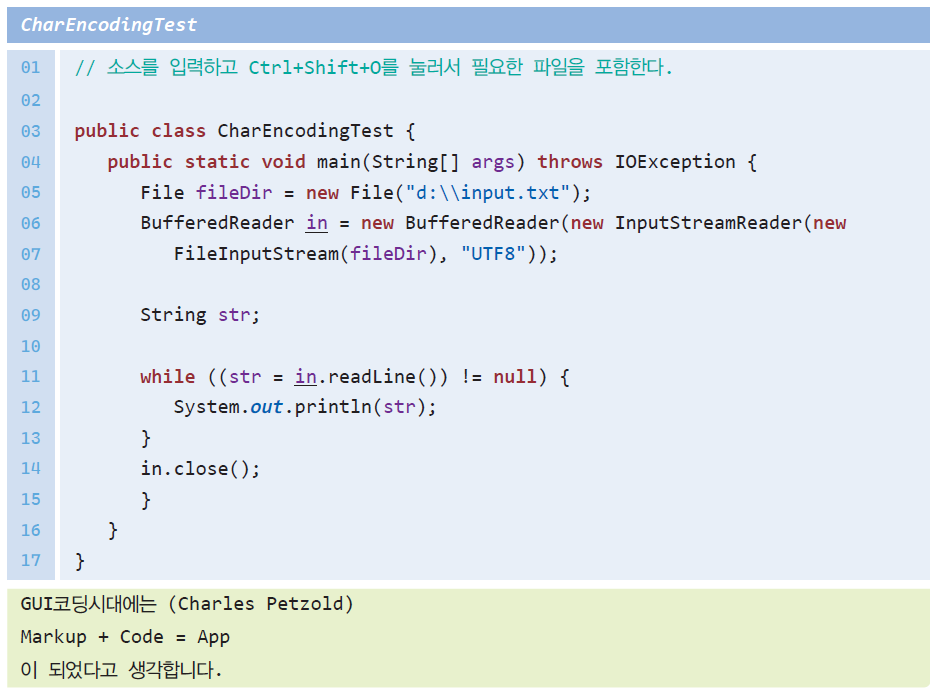 CharEncodingTest
01 // 소스를 입력하고 Ctrl+Shift+O를 눌러서 필요한 파일을 포함한다.
02
03 public class CharEncodingTest {
04 public static void main(String[] args) throws IOException {
05 File fileDir = new File("d:\\input.txt");
06 BufferedReader in = new BufferedReader(new InputStreamReader(new
07 FileInputStream(fileDir), "UTF8"));
08
09 String str;
10
11 while ((str = in.readLine()) != null) {
12 System.out.println(str);
13 }
14 in.close();
15 }
16 }
17 }
GUI코딩시대에는 (Charles Petzold)
Markup + Code = App
이 되었다고 생각합니다.